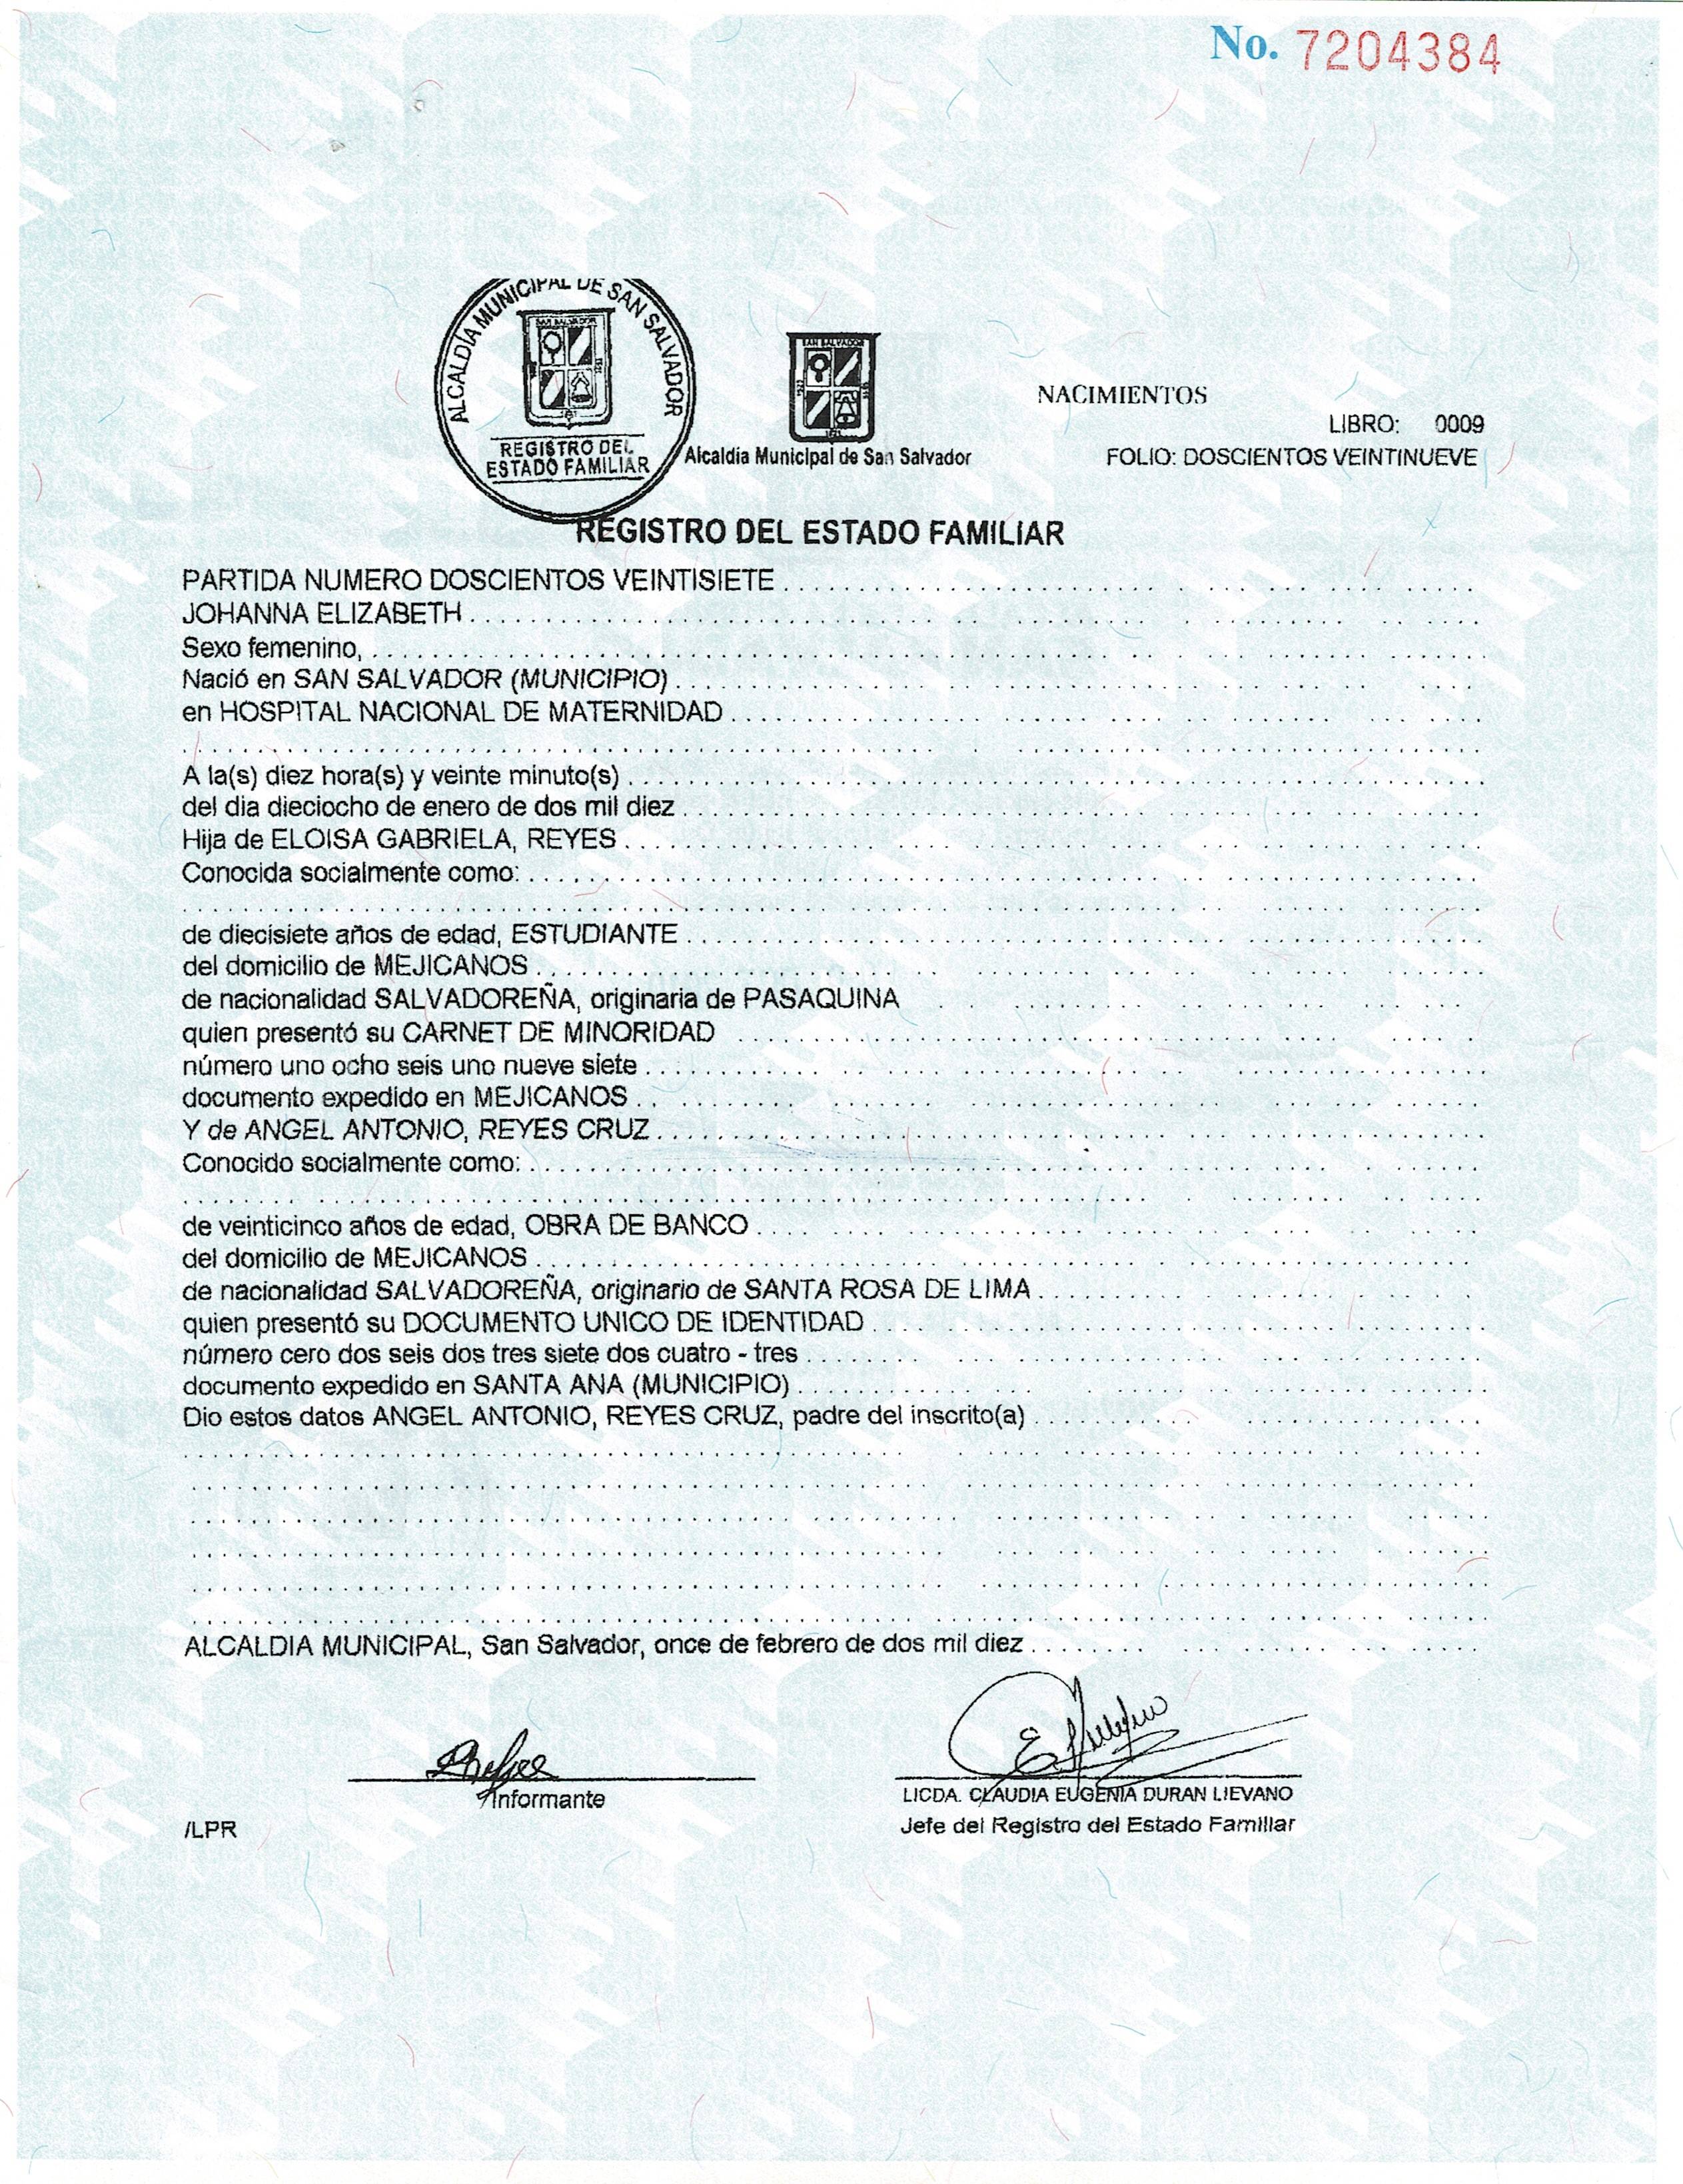 No. 7204384
ALCALDÍA MUNICIPAL DE SAN SALVADOR
SAN SALVADOR
REGISTRO DEL
ESTADO FAMILIAR
SAN SALVADOR
Alcaldía Municipal de San Salvador
NACIMIENTOS
LIBRO: 0009
FOLIO: DOSCIENTOS VEINTINUEVE
REGISTRO DEL ESTADO FAMILIAR
PARTIDA NUMERO DOSCIENTOS VEINTISIETE
JOHANNA ELIZABETH
Sexo femenino,
Nació en SAN SALVADOR (MUNICIPIO)
en HOSPITAL NACIONAL DE MATERNIDAD
A la(s) diez hora(s) y veinte minuto(s)
del dia dieciocho de enero de dos mil diez
Hija de ELOISA GABRIELA, REYES
Conocida socialmente como:
de diecisiete años de edad, ESTUDIANTE
del domicilio de MEJICANOS
de nacionalidad SALVADOREÑA, originaria de PASAQUINA
quien presentó su CARNET DE MINORIDAD
número uno ocho seis uno nueve siete
documento expedido en MEJICANOS
Y de ANGEL ANTONIO, REYES CRUZ
Conocido socialmente como:
de veinticinco años de edad, OBRA DE BANCO
del domicilio de MEJICANOS
de nacionalidad SALVADOREÑA, originario de SANTA ROSA DE LIMA
quien presentó su DOCUMENTO UNICO DE IDENTIDAD
número cero dos seis dos tres siete dos cuatro - tres
documento expedido en SANTA ANA (MUNICIPIO)
Dio estos datos ANGEL ANTONIO, REYES CRUZ, padre del inscrito(a)
ALCALDIA MUNICIPAL, San Salvador, once de febrero de dos mil diez
Informante
LICDA. CLAUDIA EUGENIA DURAN LIEVANO
Jefe del Registro del Estado Familiar
/LPR